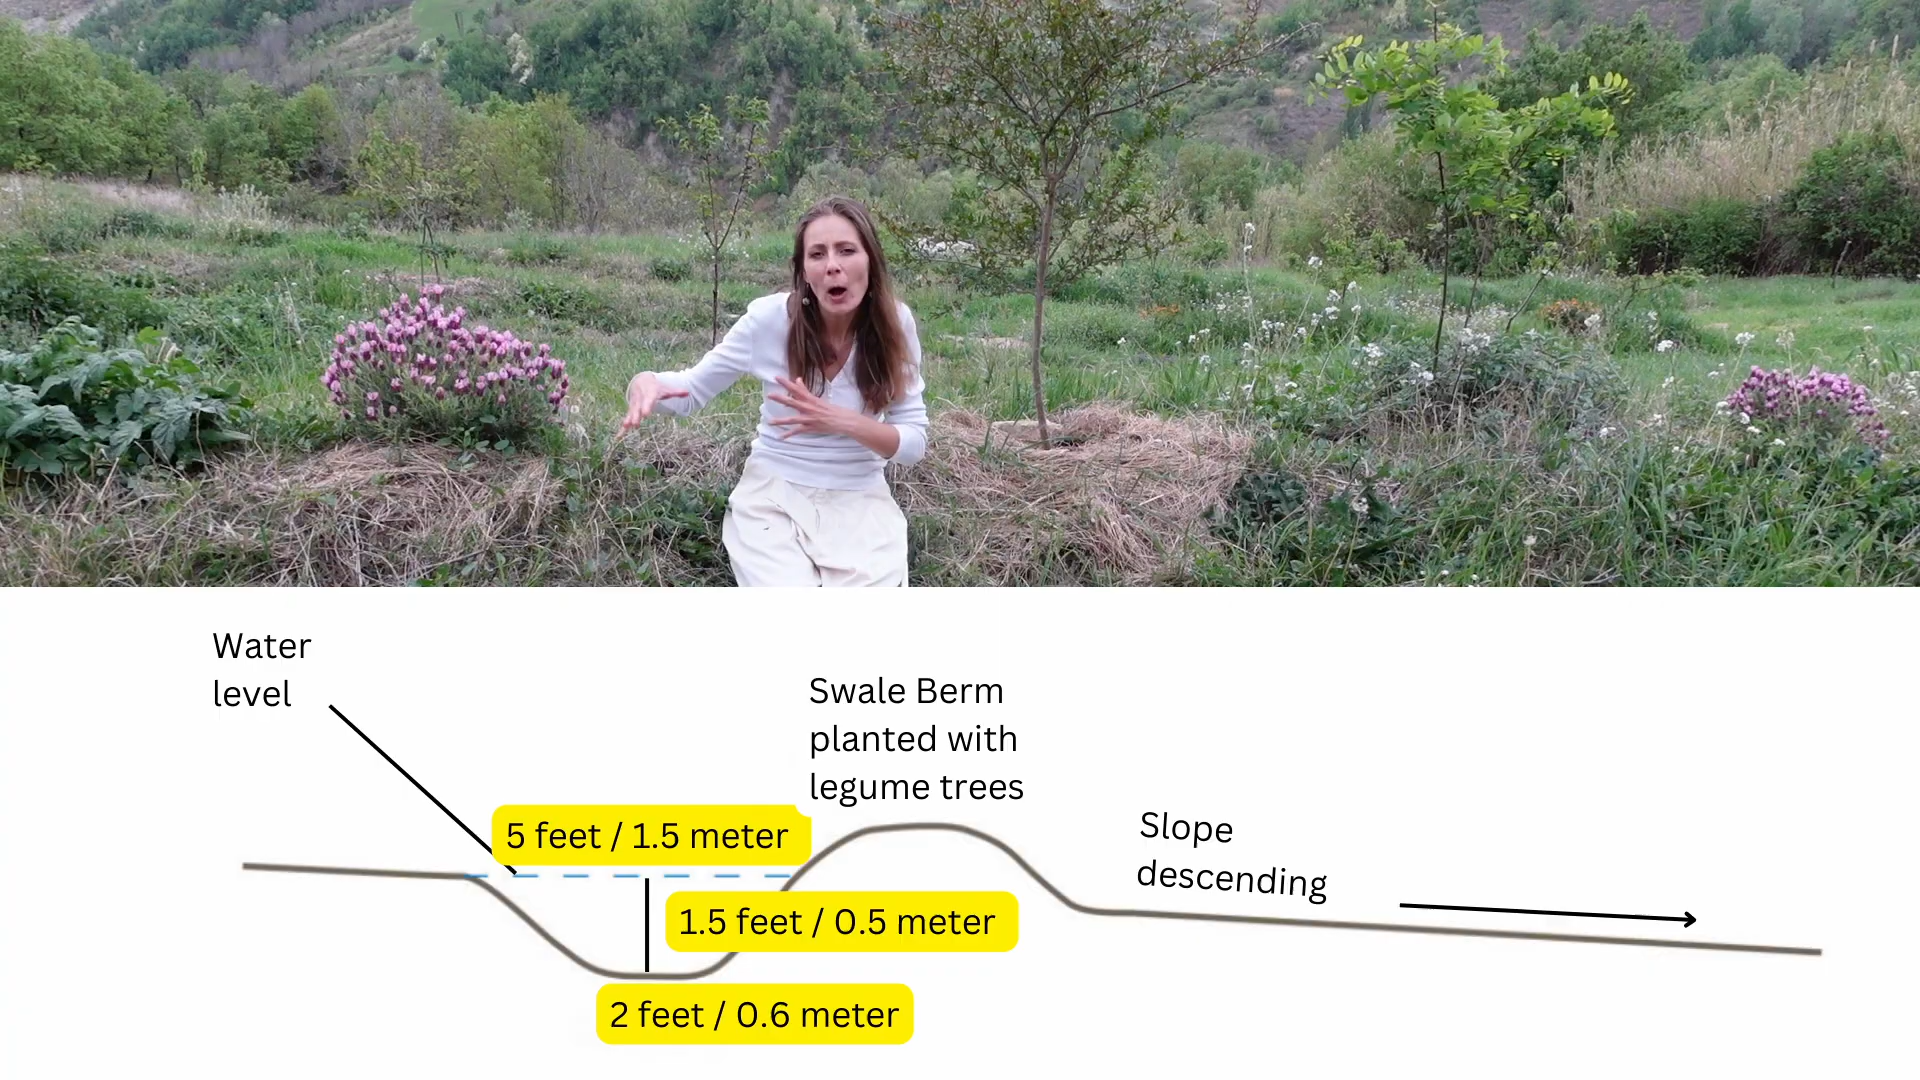 Water
level
Swale Berm
planted with
legume trees
5 feet / 1.5 meter
Slope
descending
1.5 feet / 0.5 meter
2 feet / 0.6 meter